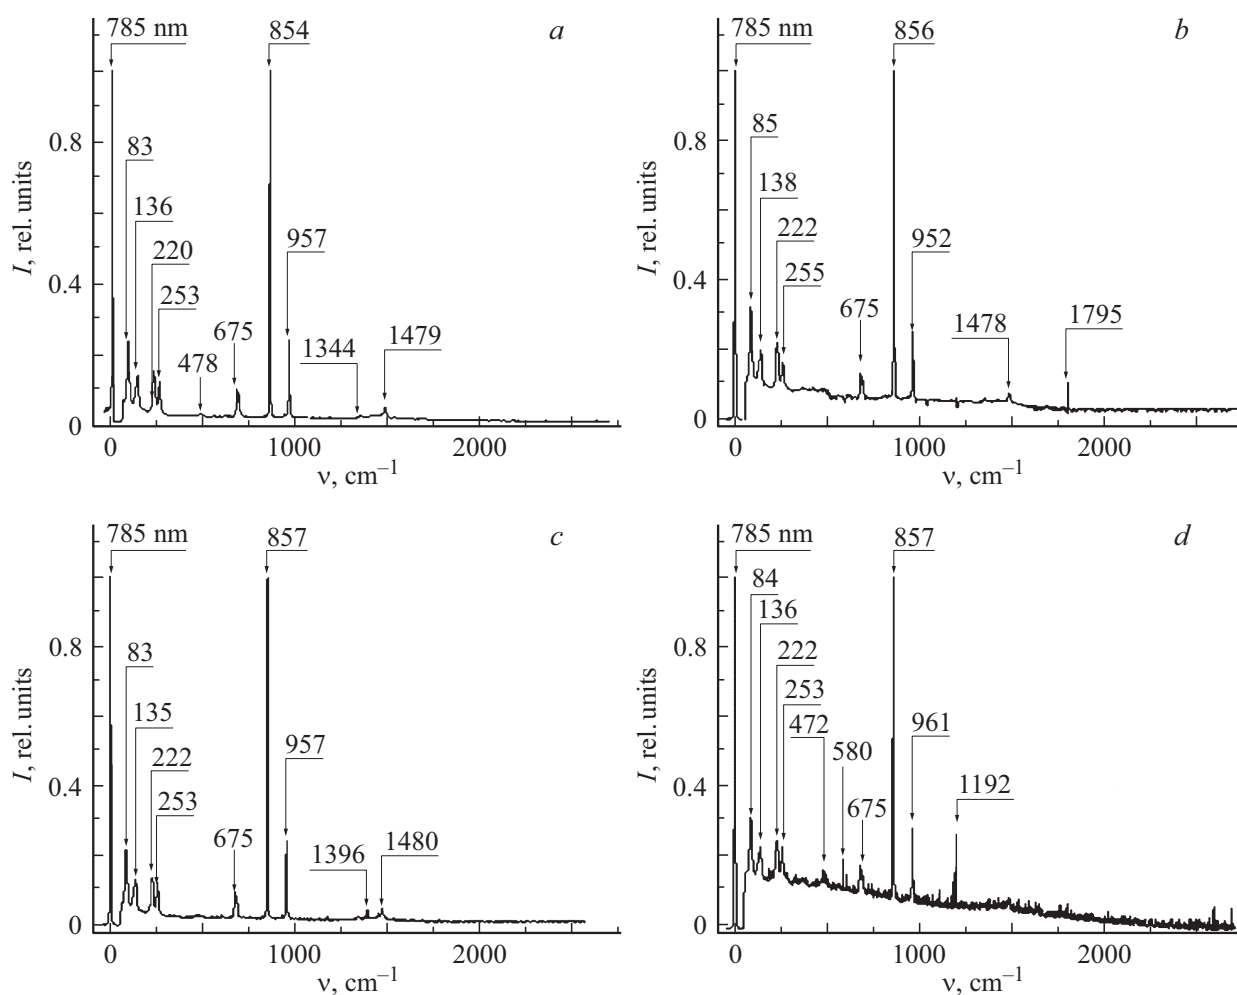 785 nm 854 a
83
0.8
136
957
220
253
0.4
675
478
1344
1479
0
0 1000 2000
I, rel. units
ν, cm–1
785 nm 856 b
85
0.8
138
222
952
255
0.4
675
1478
1795
0
0 1000 2000
I, rel. units
ν, cm–1
785 nm 857 c
83
0.8
135
957
222
253
0.4
675
1396
1480
0
0 1000 2000
I, rel. units
ν, cm–1
785 nm 857 d
84
136
0.8
222
253
472
961
580
1192
0.4
675
0
0 1000 2000
I, rel. units
ν, cm–1